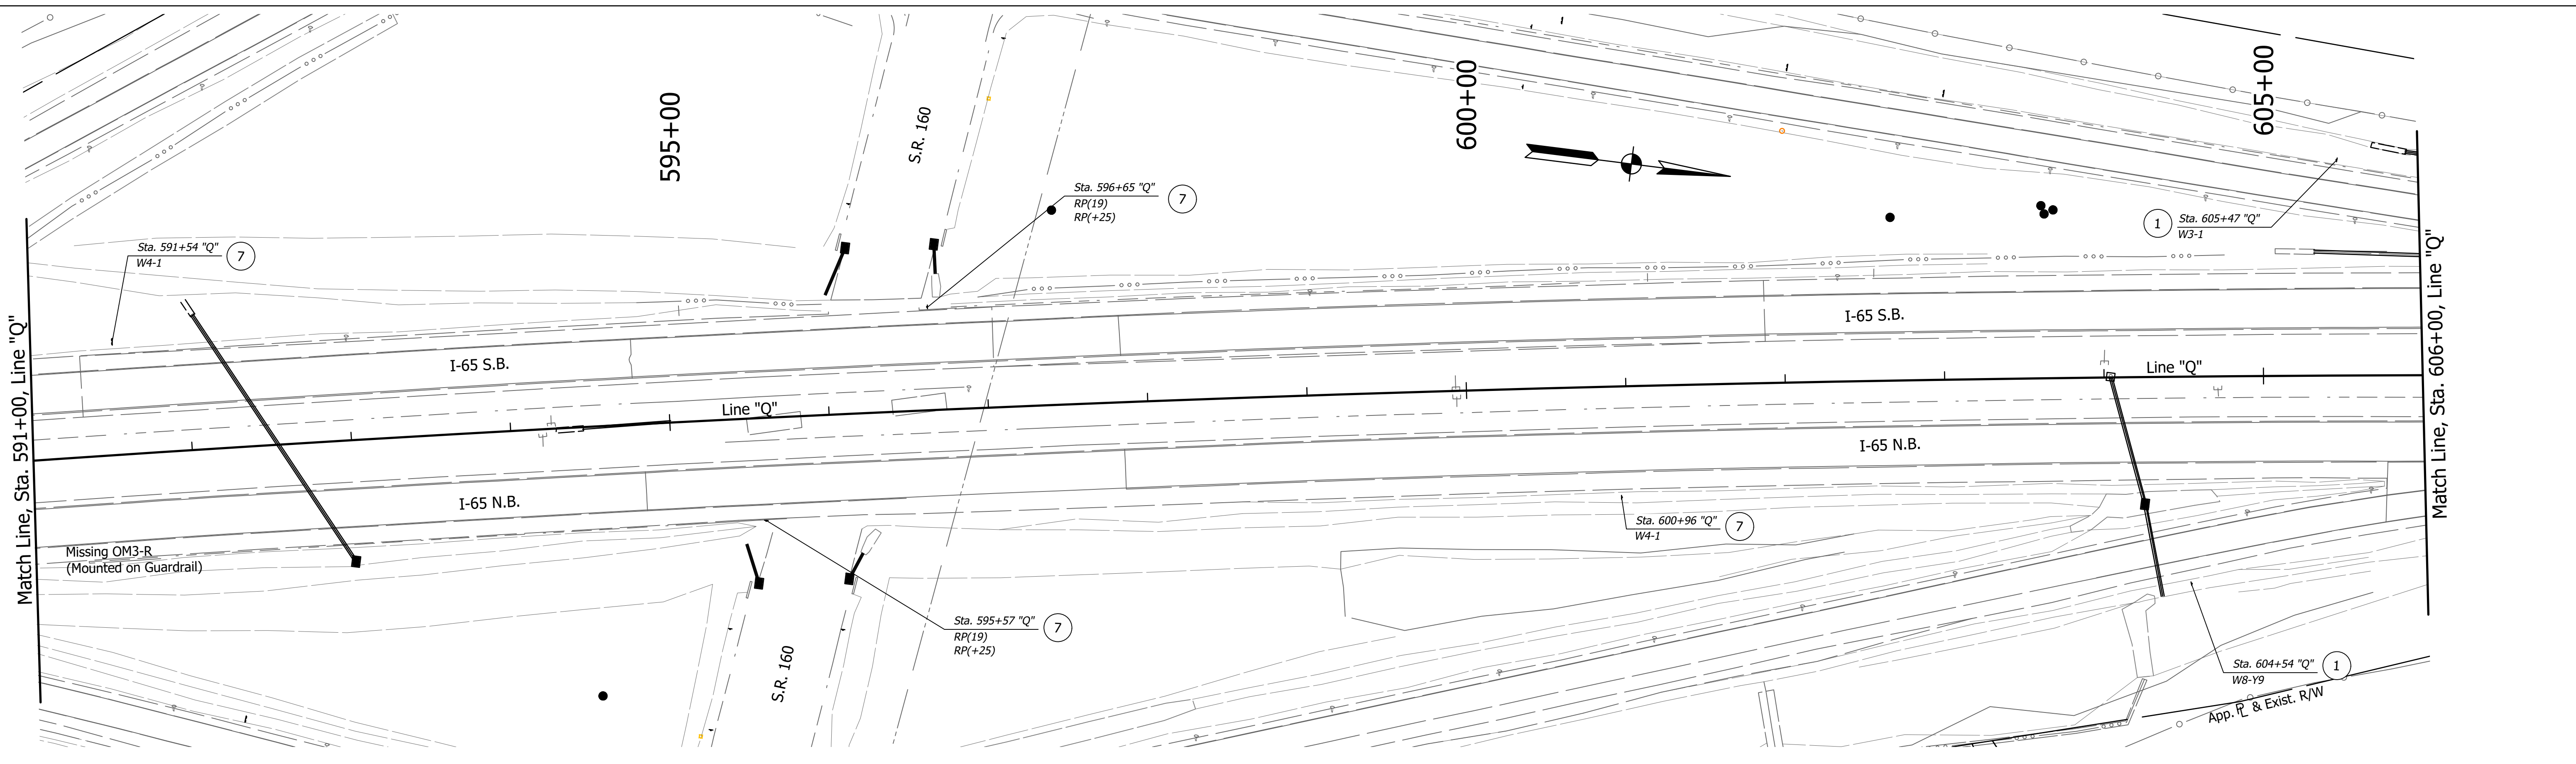 Match Line, Sta. 591+00, Line "Q"
595+00
600+00
605+00
S.R. 160
Sta. 591+54 "Q"
W4-1
7
Sta. 596+65 "Q"
RP(19)
RP(+25)
7
1
Sta. 605+47 "Q"
W3-1
I-65 S.B.
I-65 S.B.
Line "Q"
Line "Q"
I-65 N.B.
I-65 N.B.
Missing OM3-R
(Mounted on Guardrail)
Sta. 600+96 "Q"
W4-1
7
Sta. 595+57 "Q"
RP(19)
RP(+25)
7
S.R. 160
Sta. 604+54 "Q"
W8-Y9
1
App. PL & Exist. R/W
Match Line, Sta. 606+00, Line "Q"